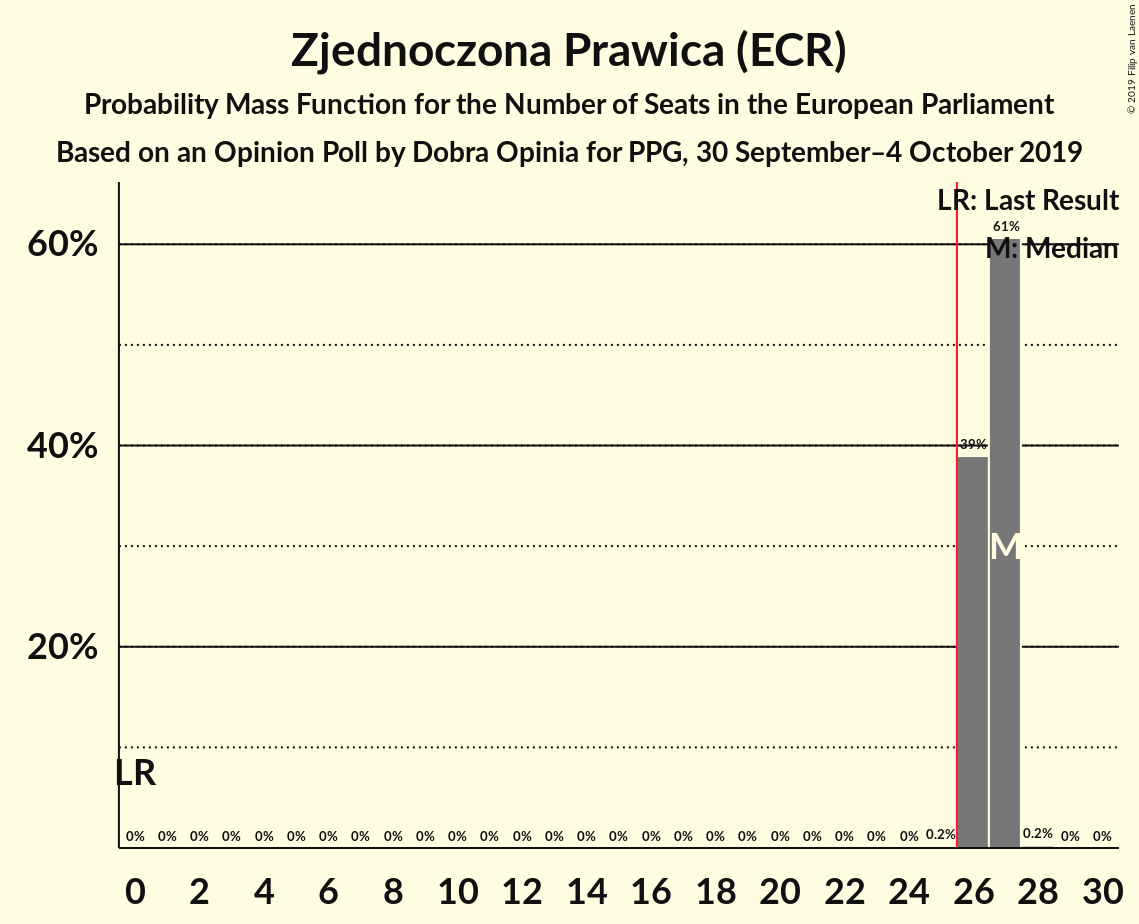 Zjednoczona Prawica (ECR)
Probability Mass Function for the Number of Seats in the European Parliament
Based on an Opinion Poll by Dobra Opinia for PPG, 30 September–4 October 2019
© 2019 Filip van Laenen
LR: Last Result
M: Median
60%
40%
20%
61%
39%
M
LR
0% 0% 0% 0% 0% 0% 0% 0% 0% 0% 0% 0% 0% 0% 0% 0% 0% 0% 0% 0% 0% 0% 0% 0% 0% 0.2% 0.2% 0% 0%
0 2 4 6 8 10 12 14 16 18 20 22 24 26 28 30